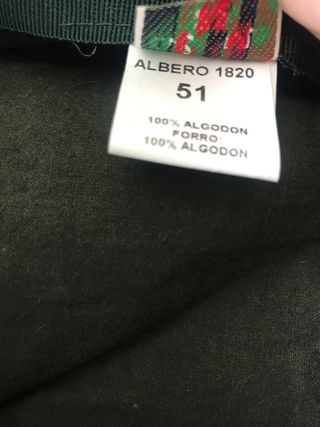 ALBERO 1820
51
100% ALGODON
FORRO:
100% ALGODON